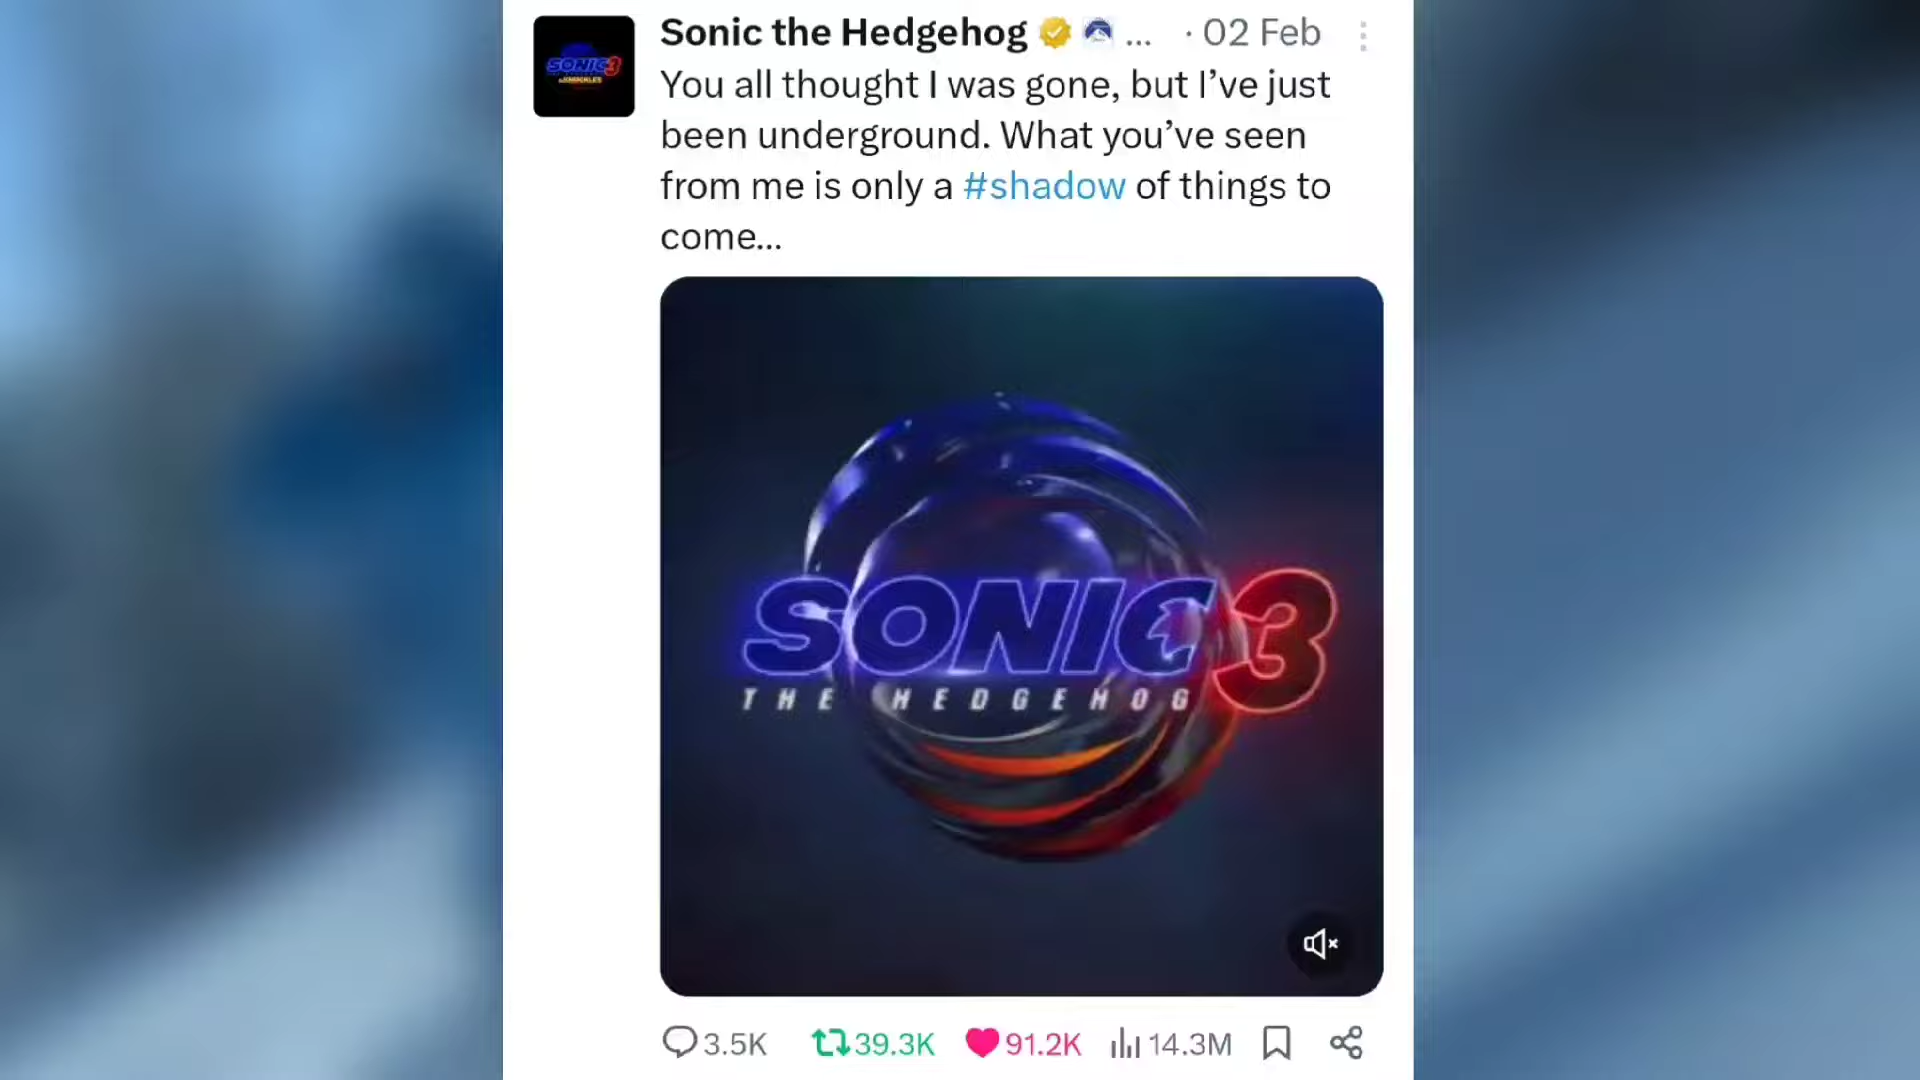 Sonic the Hedgehog ... · 02 Feb
You all thought I was gone, but I’ve just
been underground. What you’ve seen
from me is only a #shadow of things to
come...
SONIC 3
SONIC 3
THE HEDGEHOG
3.5K 39.3K 91.2K 14.3M